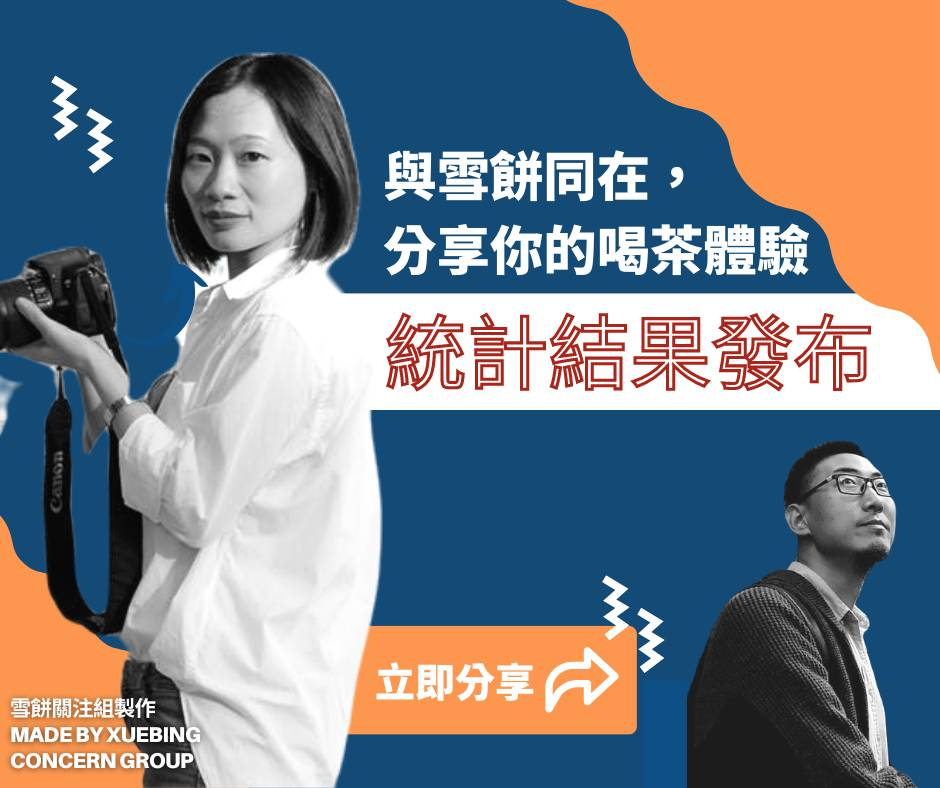 與雪餅同在，
分享你的喝茶體驗
統計結果發布
Canon
立即分享
雪餅關注組製作
MADE BY XUEBING
CONCERN GROUP